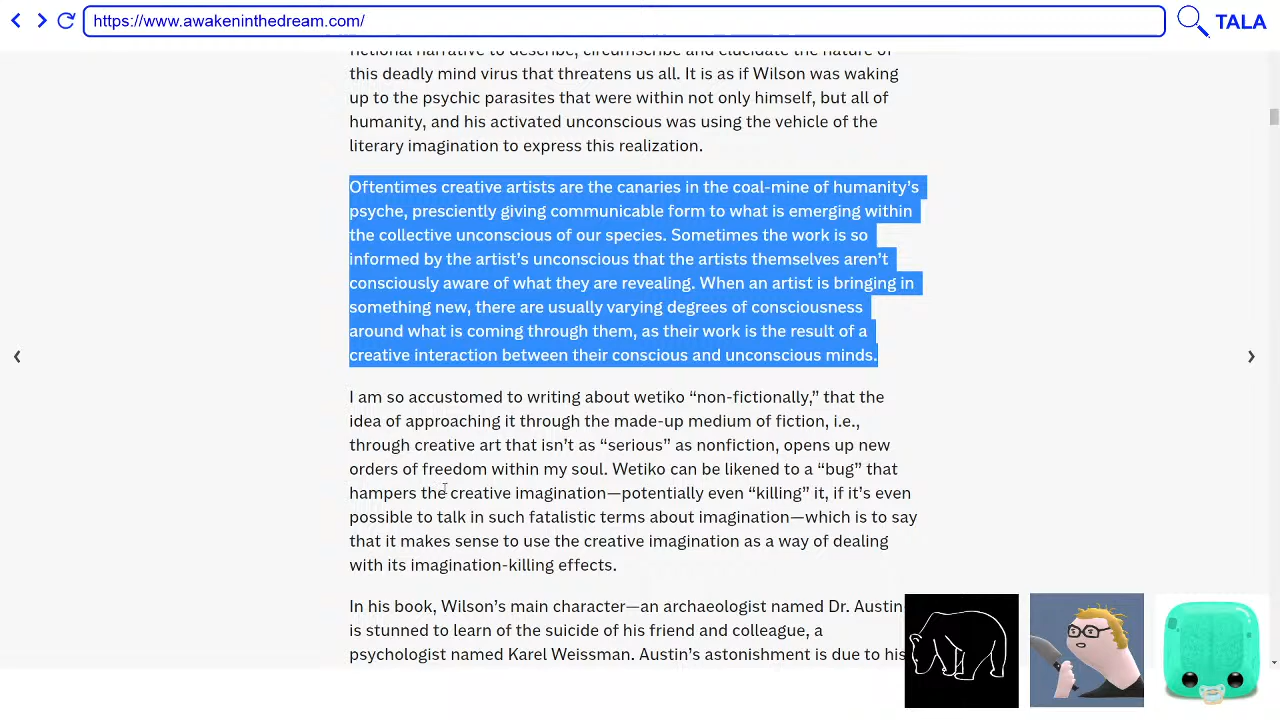 https://www.awakeninthedream.com/
TALA
fictional narrative to describe, circumscribe and elucidate the nature of
this deadly mind virus that threatens us all. It is as if Wilson was waking
up to the psychic parasites that were within not only himself, but all of
humanity, and his activated unconscious was using the vehicle of the
literary imagination to express this realization.
Oftentimes creative artists are the canaries in the coal-mine of humanity’s
psyche, presciently giving communicable form to what is emerging within
the collective unconscious of our species. Sometimes the work is so
informed by the artist’s unconscious that the artists themselves aren’t
consciously aware of what they are revealing. When an artist is bringing in
something new, there are usually varying degrees of consciousness
around what is coming through them, as their work is the result of a
creative interaction between their conscious and unconscious minds.
I am so accustomed to writing about wetiko “non-fictionally,” that the
idea of approaching it through the made-up medium of fiction, i.e.,
through creative art that isn’t as “serious” as nonfiction, opens up new
orders of freedom within my soul. Wetiko can be likened to a “bug” that
hampers the creative imagination—potentially even “killing” it, if it’s even
possible to talk in such fatalistic terms about imagination—which is to say
that it makes sense to use the creative imagination as a way of dealing
with its imagination-killing effects.
In his book, Wilson’s main character—an archaeologist named Dr. Austin
is stunned to learn of the suicide of his friend and colleague, a
psychologist named Karel Weissman. Austin’s astonishment is due to his